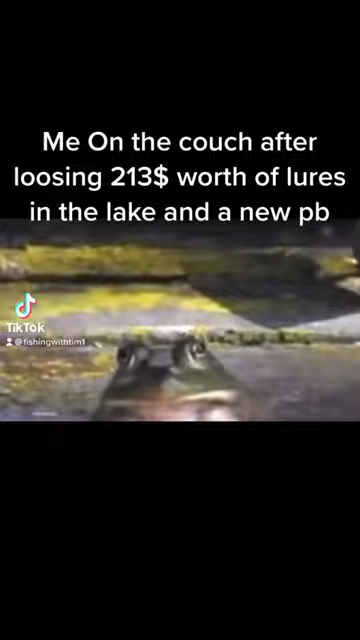 Me On the couch after
loosing 213$ worth of lures
in the lake and a new pb
TikTok
@fishingwithtim1